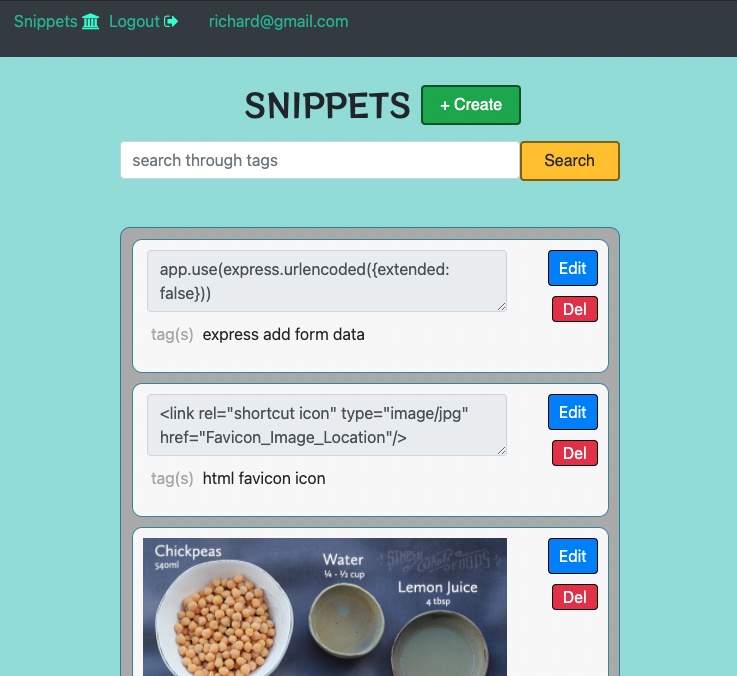 Snippets Logout richard@gmail.com
SNIPPETS + Create
search through tags Search
app.use(express.urlencoded({extended:
false}))
Edit
Del
tag(s) express add form data
<link rel="shortcut icon" type="image/jpg"
href="Favicon_Image_Location"/>
Edit
Del
tag(s) html favicon icon
Chickpeas
540ml
Water
¼ - ½ cup
Lemon Juice
4 tbsp
Edit
Del